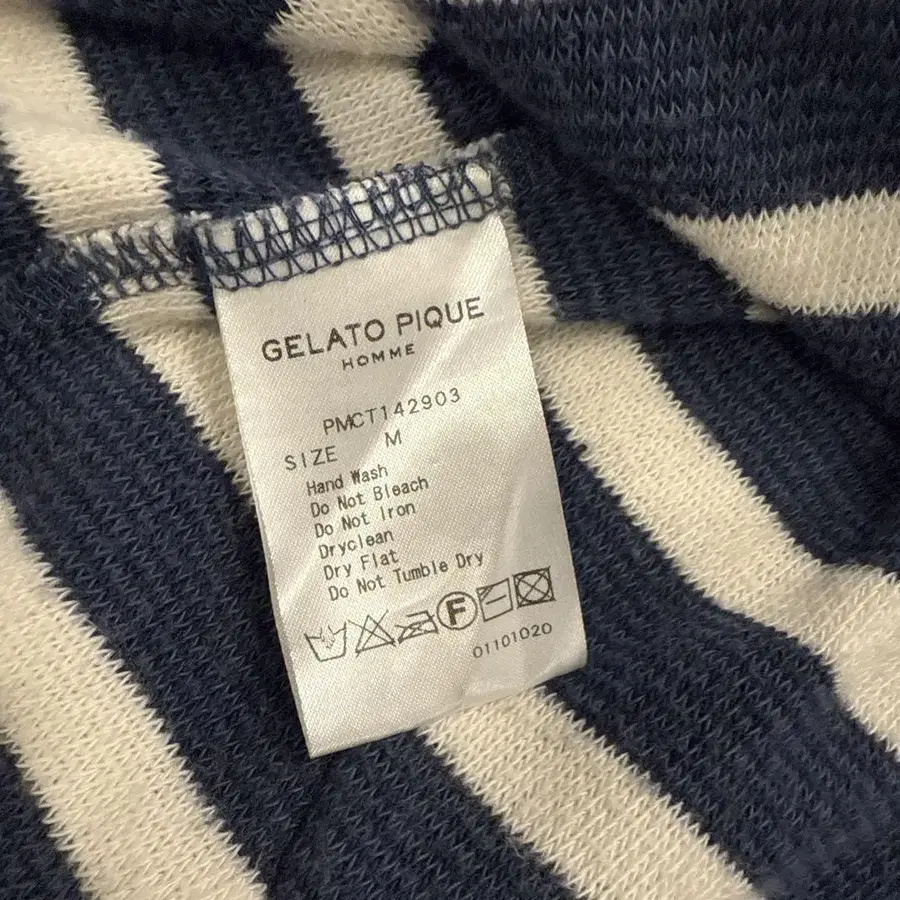 GELATO PIQUE
HOMME
PMCT142903
SIZE M
Hand Wash
Do Not Bleach
Do Not Iron
Dryclean
Dry Flat
Do Not Tumble Dry
F
01101020